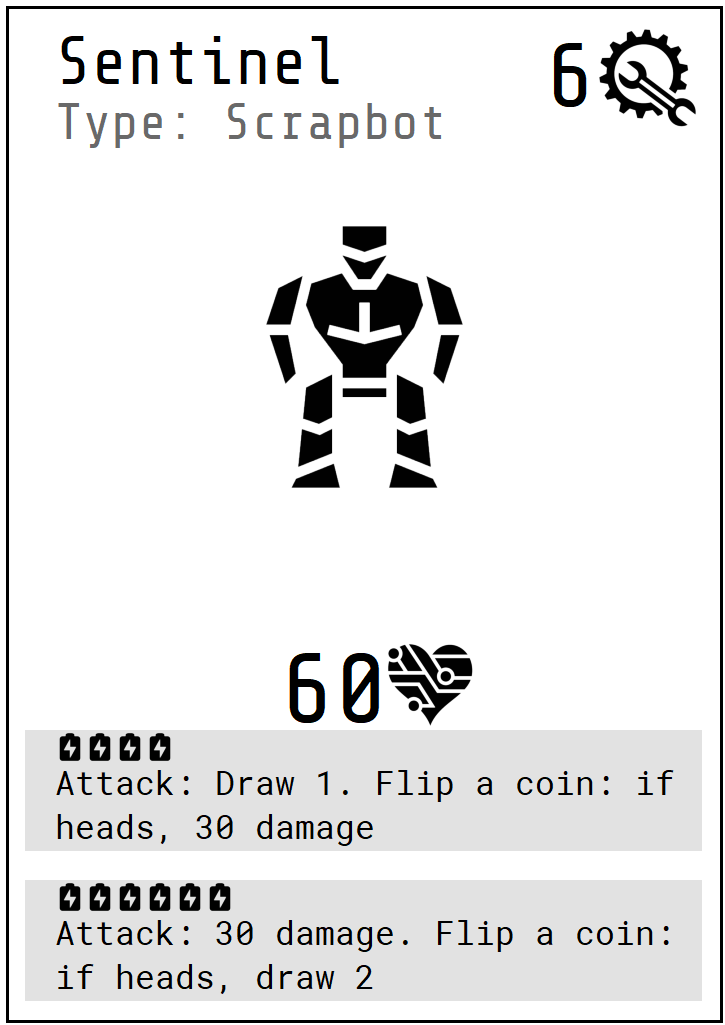 Sentinel
6
Type: Scrapbot
60
Attack: Draw 1. Flip a coin: if
heads, 30 damage
Attack: 30 damage. Flip a coin:
if heads, draw 2